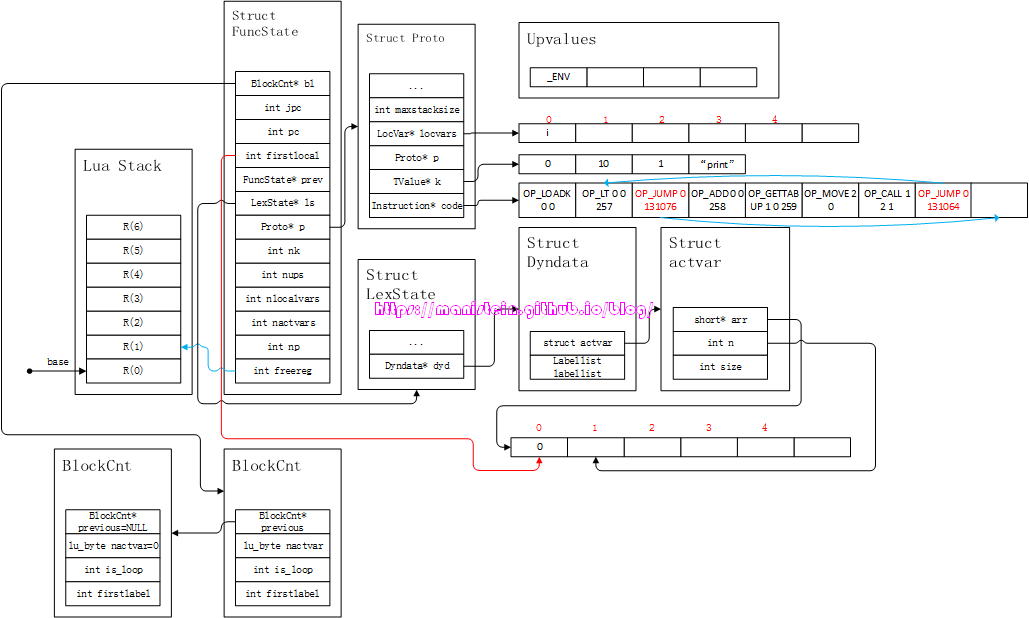 Struct
FuncState
BlockCnt* bl
int jpc
int pc
int firstlocal
FuncState* prev
LexState* ls
Proto* p
int nk
int nups
int nlocalvars
int nactvars
int np
int freereg
Struct Proto
...
int maxstacksize
LocVar* locvars
Proto* p
TValue* k
Instruction* code
Upvalues
_ENV
0 1 2 3 4
i
0 10 1 “print”
OP_LOADK
0 0
OP_LT 0 0
257
OP_JUMP 0
131076
OP_ADD 0 0
258
OP_GETTAB
UP 1 0 259
OP_MOVE 2
0
OP_CALL 1
2 1
OP_JUMP 0
131064
Lua Stack
R(6)
R(5)
R(4)
R(3)
R(2)
R(1)
R(0)
base
Struct
LexState
...
Dyndata* dyd
Struct
Dyndata
struct actvar
Labellist
labellist
Struct
actvar
short* arr
int n
int size
https://manistein.github.io/blog/
0 1 2 3 4
0
BlockCnt
BlockCnt*
previous=NULL
lu_byte nactvar=0
int is_loop
int firstlabel
BlockCnt
BlockCnt*
previous
lu_byte nactvar
int is_loop
int firstlabel